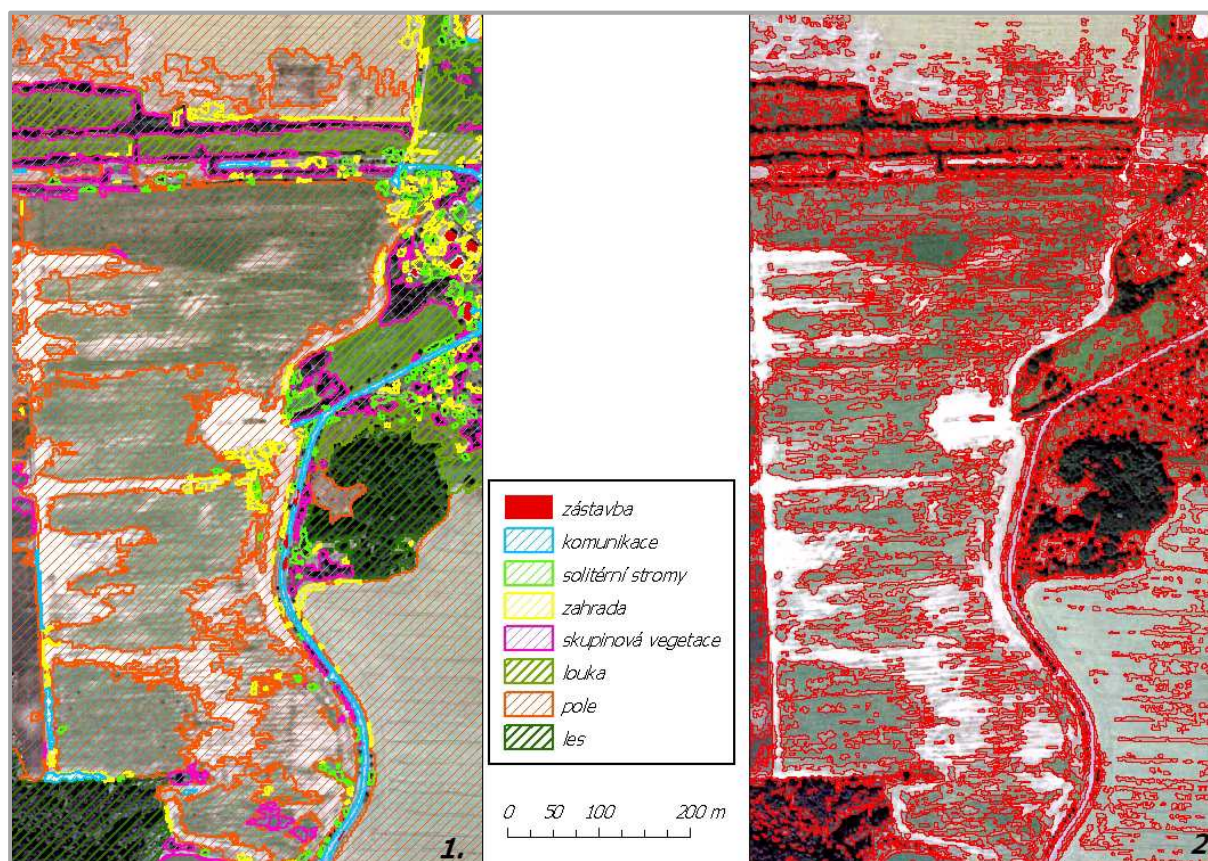 zástavba
komunikace
solitérní stromy
zahrada
skupinová vegetace
louka
pole
les
0 50 100 200 m
1.
2